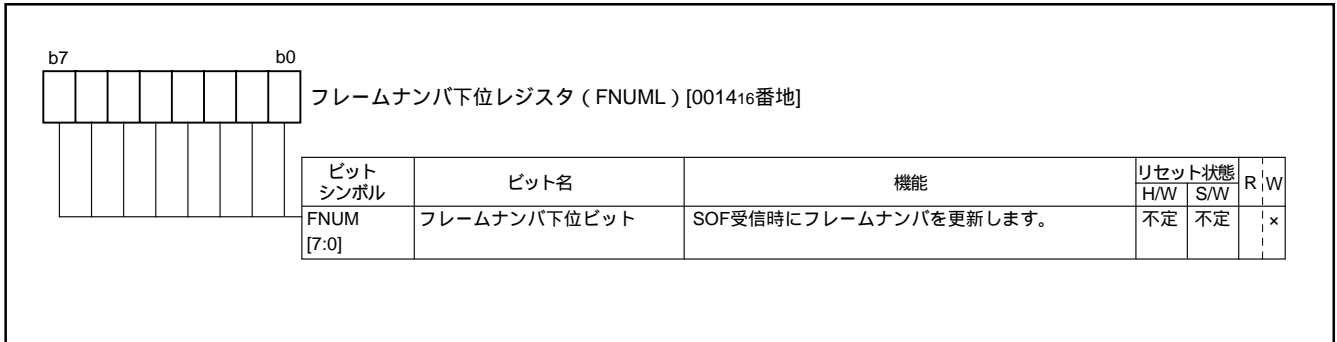 b7 b0
フレームナンバ下位レジスタ（FNUML）[001416番地]
ビット
シンボル ビット名 機能 リセット状態 R W
H/W S/W
FNUM フレームナンバ下位ビット SOF受信時にフレームナンバを更新します。 不定 不定 ×
[7:0]